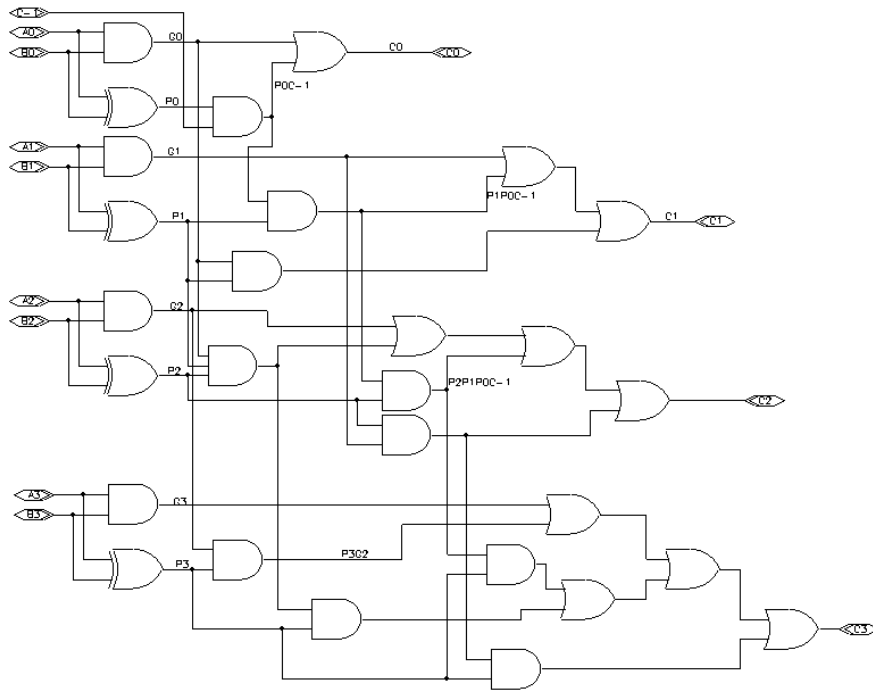 C-1
A0
G0
C0
C0
B0
P0C-1
P0
A1
G1
B1
P1P0C-1
P1
C1
C1
A2
G2
B2
P2
P2P1P0C-1
C2
A3
G3
B3
P3G2
P3
C3